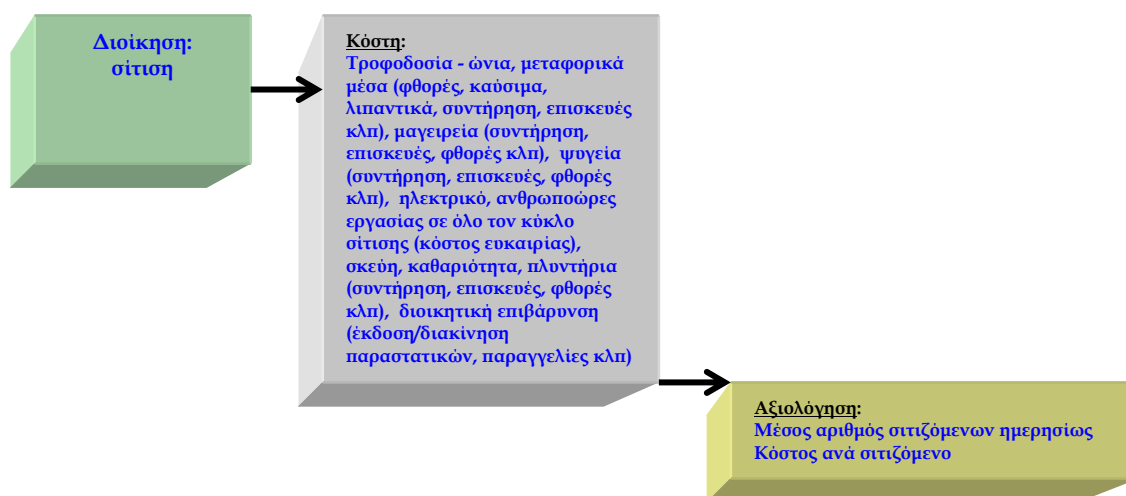 Διοίκηση:
σίτιση
Κόστη:
Τροφοδοσία - ώνια, μεταφορικά
μέσα (φθορές, καύσιμα,
λιπαντικά, συντήρηση, επισκευές
κλπ), μαγειρεία (συντήρηση,
επισκευές, φθορές κλπ), ψυγεία
(συντήρηση, επισκευές, φθορές
κλπ), ηλεκτρικό, ανθρωποώρες
εργασίας σε όλο τον κύκλο
σίτισης (κόστος ευκαιρίας),
σκεύη, καθαριότητα, πλυντήρια
(συντήρηση, επισκευές, φθορές
κλπ), διοικητική επιβάρυνση
(έκδοση/διακίνηση
παραστατικών, παραγγελίες κλπ)
Αξιολόγηση:
Μέσος αριθμός σιτιζόμενων ημερησίως
Κόστος ανά σιτιζόμενο